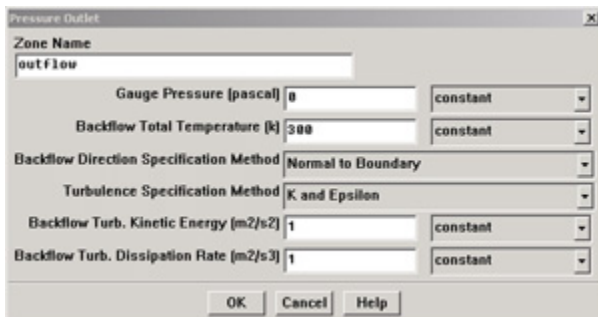 Pressure Outlet
Zone Name
outflow
Gauge Pressure (pascal) 0 constant
Backflow Total Temperature (k) 300 constant
Backflow Direction Specification Method Normal to Boundary
Turbulence Specification Method K and Epsilon
Backflow Turb. Kinetic Energy (m2/s2) 1 constant
Backflow Turb. Dissipation Rate (m2/s3) 1 constant
OK Cancel Help